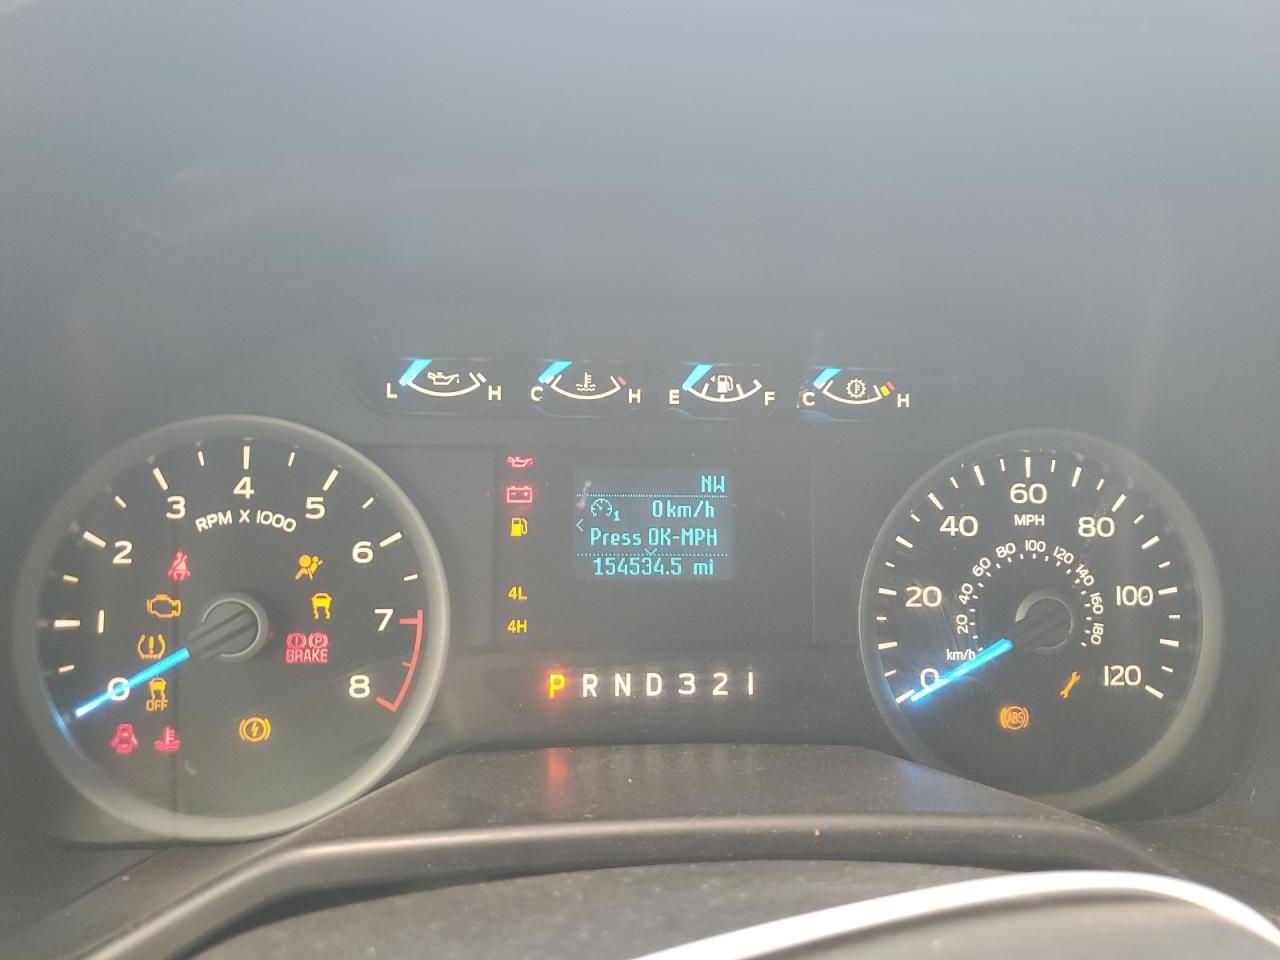 L H
C H
E F
C H
0 1 2 3 4 5 6 7 8
RPM X 1000
BRAKE
OFF
4L
4H
NW
1 0km/h
Press OK-MPH
154534.5 mi
P R N D 3 2 1
0 20 40 60 80 100 120
MPH
20 40 60 80 100 120 140 160 180
km/h
ABS